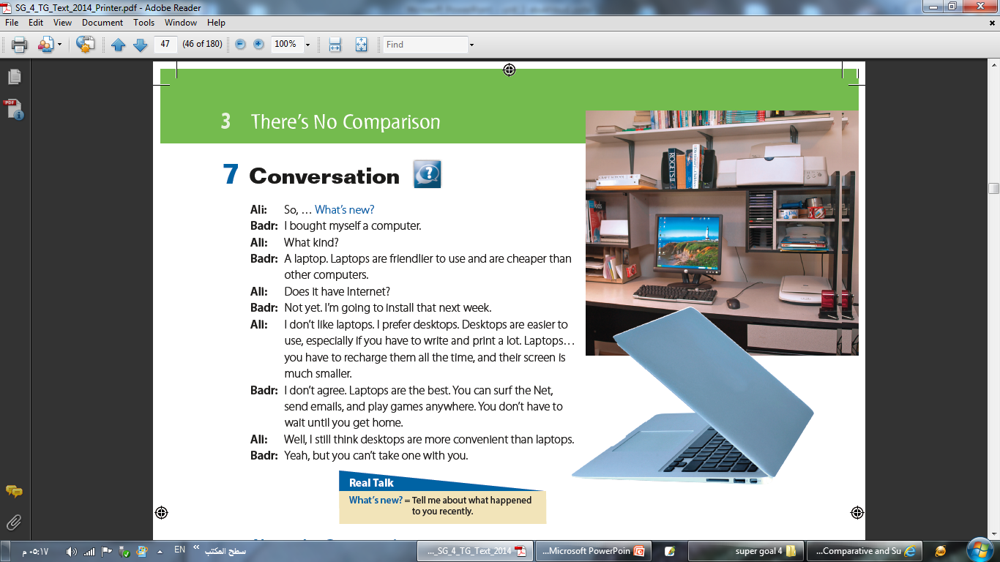 SG_4_TG_Text_2014_Printer.pdf - Adobe Reader
File Edit View Document Tools Window Help
47 (46 of 180) 100% Find
3 There's No Comparison
7 Conversation
Ali: So, … What's new?
Badr: I bought myself a computer.
Ali: What kind?
Badr: A laptop. Laptops are friendlier to use and are cheaper than
other computers.
Ali: Does it have Internet?
Badr: Not yet. I'm going to install that next week.
Ali: I don't like laptops. I prefer desktops. Desktops are easier to
use, especially if you have to write and print a lot. Laptops…
you have to recharge them all the time, and their screen is
much smaller.
Badr: I don't agree. Laptops are the best. You can surf the Net,
send emails, and play games anywhere. You don't have to
wait until you get home.
Ali: Well, I still think desktops are more convenient than laptops.
Badr: Yeah, but you can't take one with you.
Real Talk
What's new? = Tell me about what happened
to you recently.
٠٥:١٧ م EN سطح المكتب ..._SG_4_TG_Text_2014 ...Microsoft PowerPoin super goal 4 ...Comparative and Su